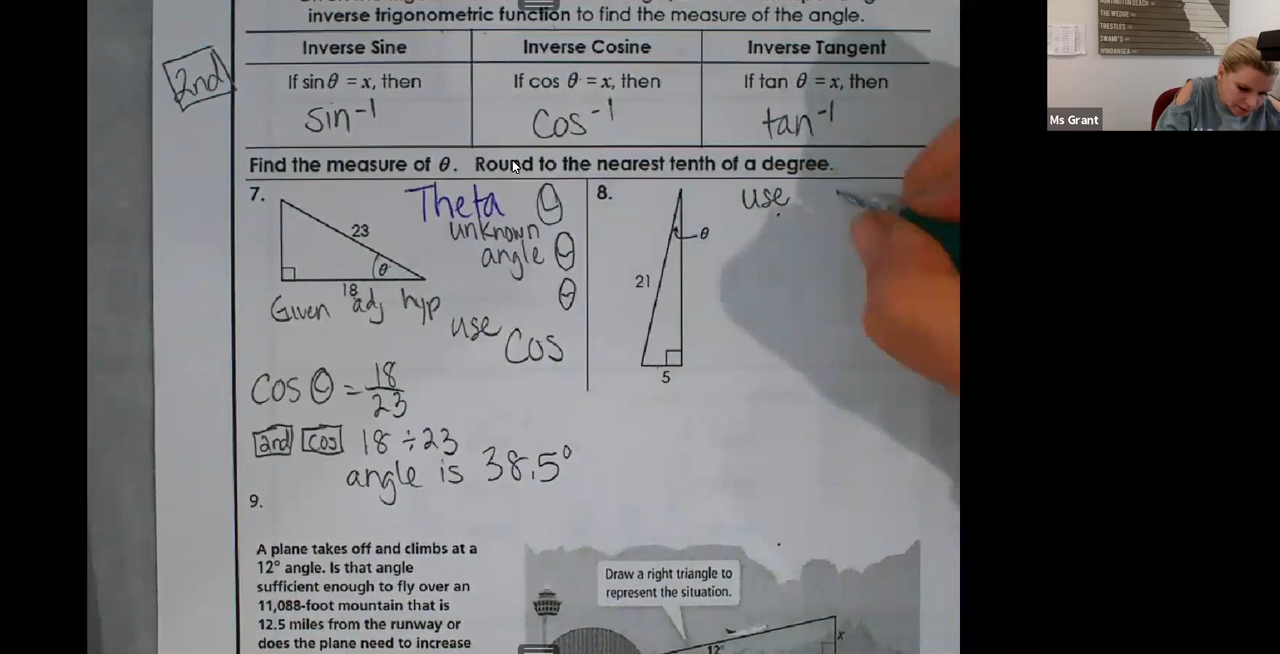 inverse trigonometric function to find the measure of the angle.
2nd
Inverse Sine
Inverse Cosine
Inverse Tangent
If sin θ = x, then
If cos θ = x, then
If tan θ = x, then
sin⁻¹
Cos⁻¹
tan⁻¹
Find the measure of θ. Round to the nearest tenth of a degree.
7.
Theta θ
unknown
angle θ
θ
23
θ
18
Given adj hyp
use
Cos
Cos θ = 18/23
2nd cos 18 ÷ 23
angle is 38.5°
8.
use
θ
21
5
9.
A plane takes off and climbs at a
12° angle. Is that angle
sufficient enough to fly over an
11,088-foot mountain that is
12.5 miles from the runway or
does the plane need to increase
Draw a right triangle to
represent the situation.
12°
x
THE WEDGE
TRESTLES
SWAMI'S
WINDANSEA
Ms Grant